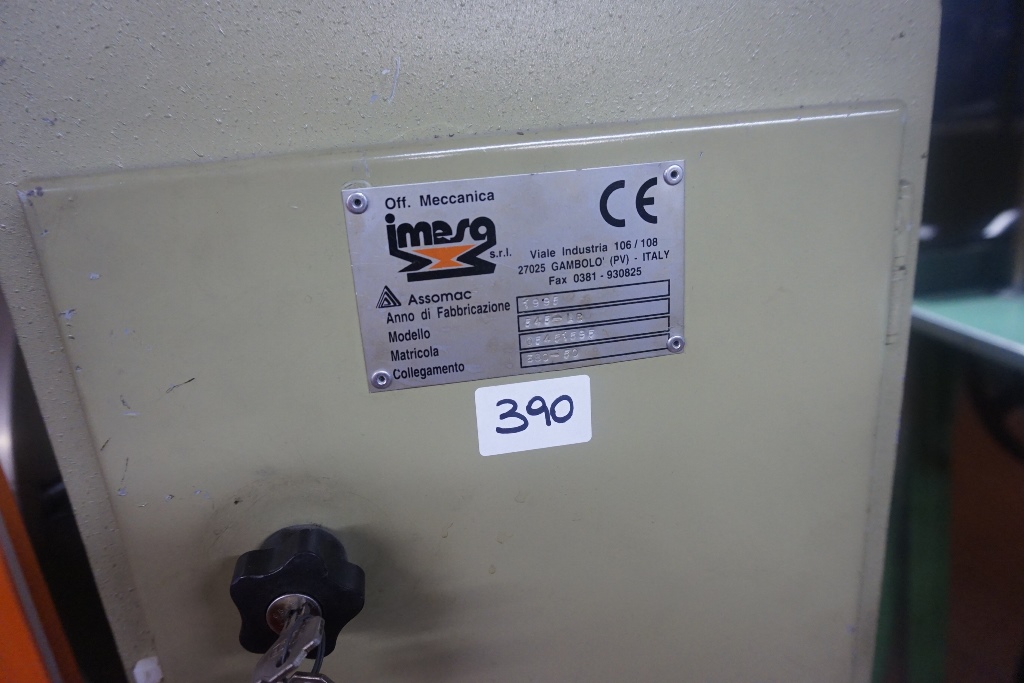 Off. Meccanica
imesa
s.r.l.
CE
Viale Industria 106/108
27025 GAMBOLO' (PV) - ITALY
Fax 0381 - 930825
Assomac
Anno di Fabbricazione 1995
Modello
Matricola
Collegamento
390